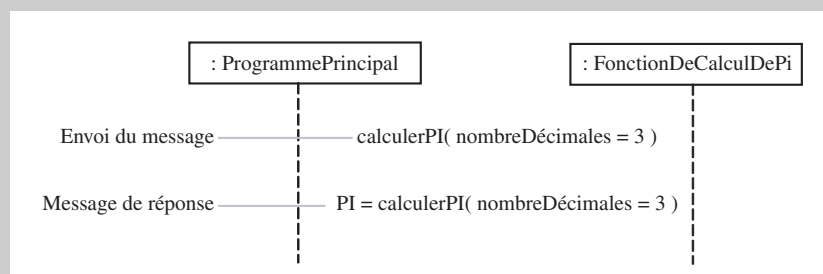 : ProgrammePrincipal
: FonctionDeCalculDePi
Envoi du message
calculerPI( nombreDécimales = 3 )
Message de réponse
PI = calculerPI( nombreDécimales = 3 )